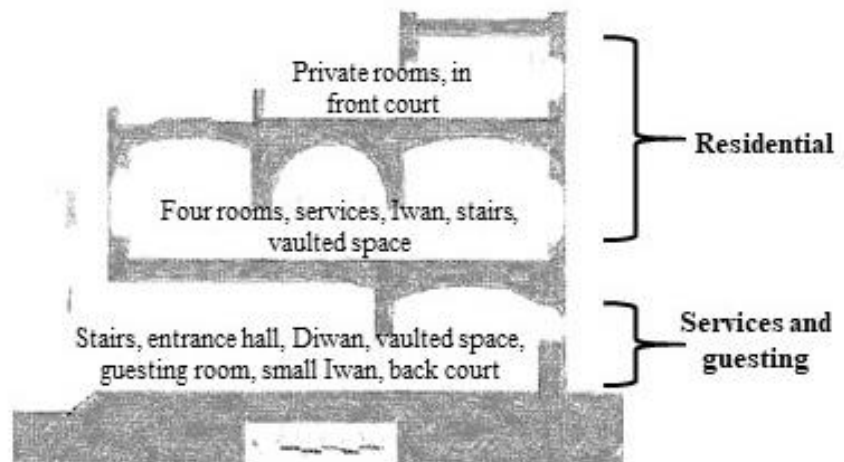 Private rooms, in
front court
Residential
Four rooms, services, Iwan, stairs,
vaulted space
Stairs, entrance hall, Diwan, vaulted space,
guesting room, small Iwan, back court
Services and
guesting